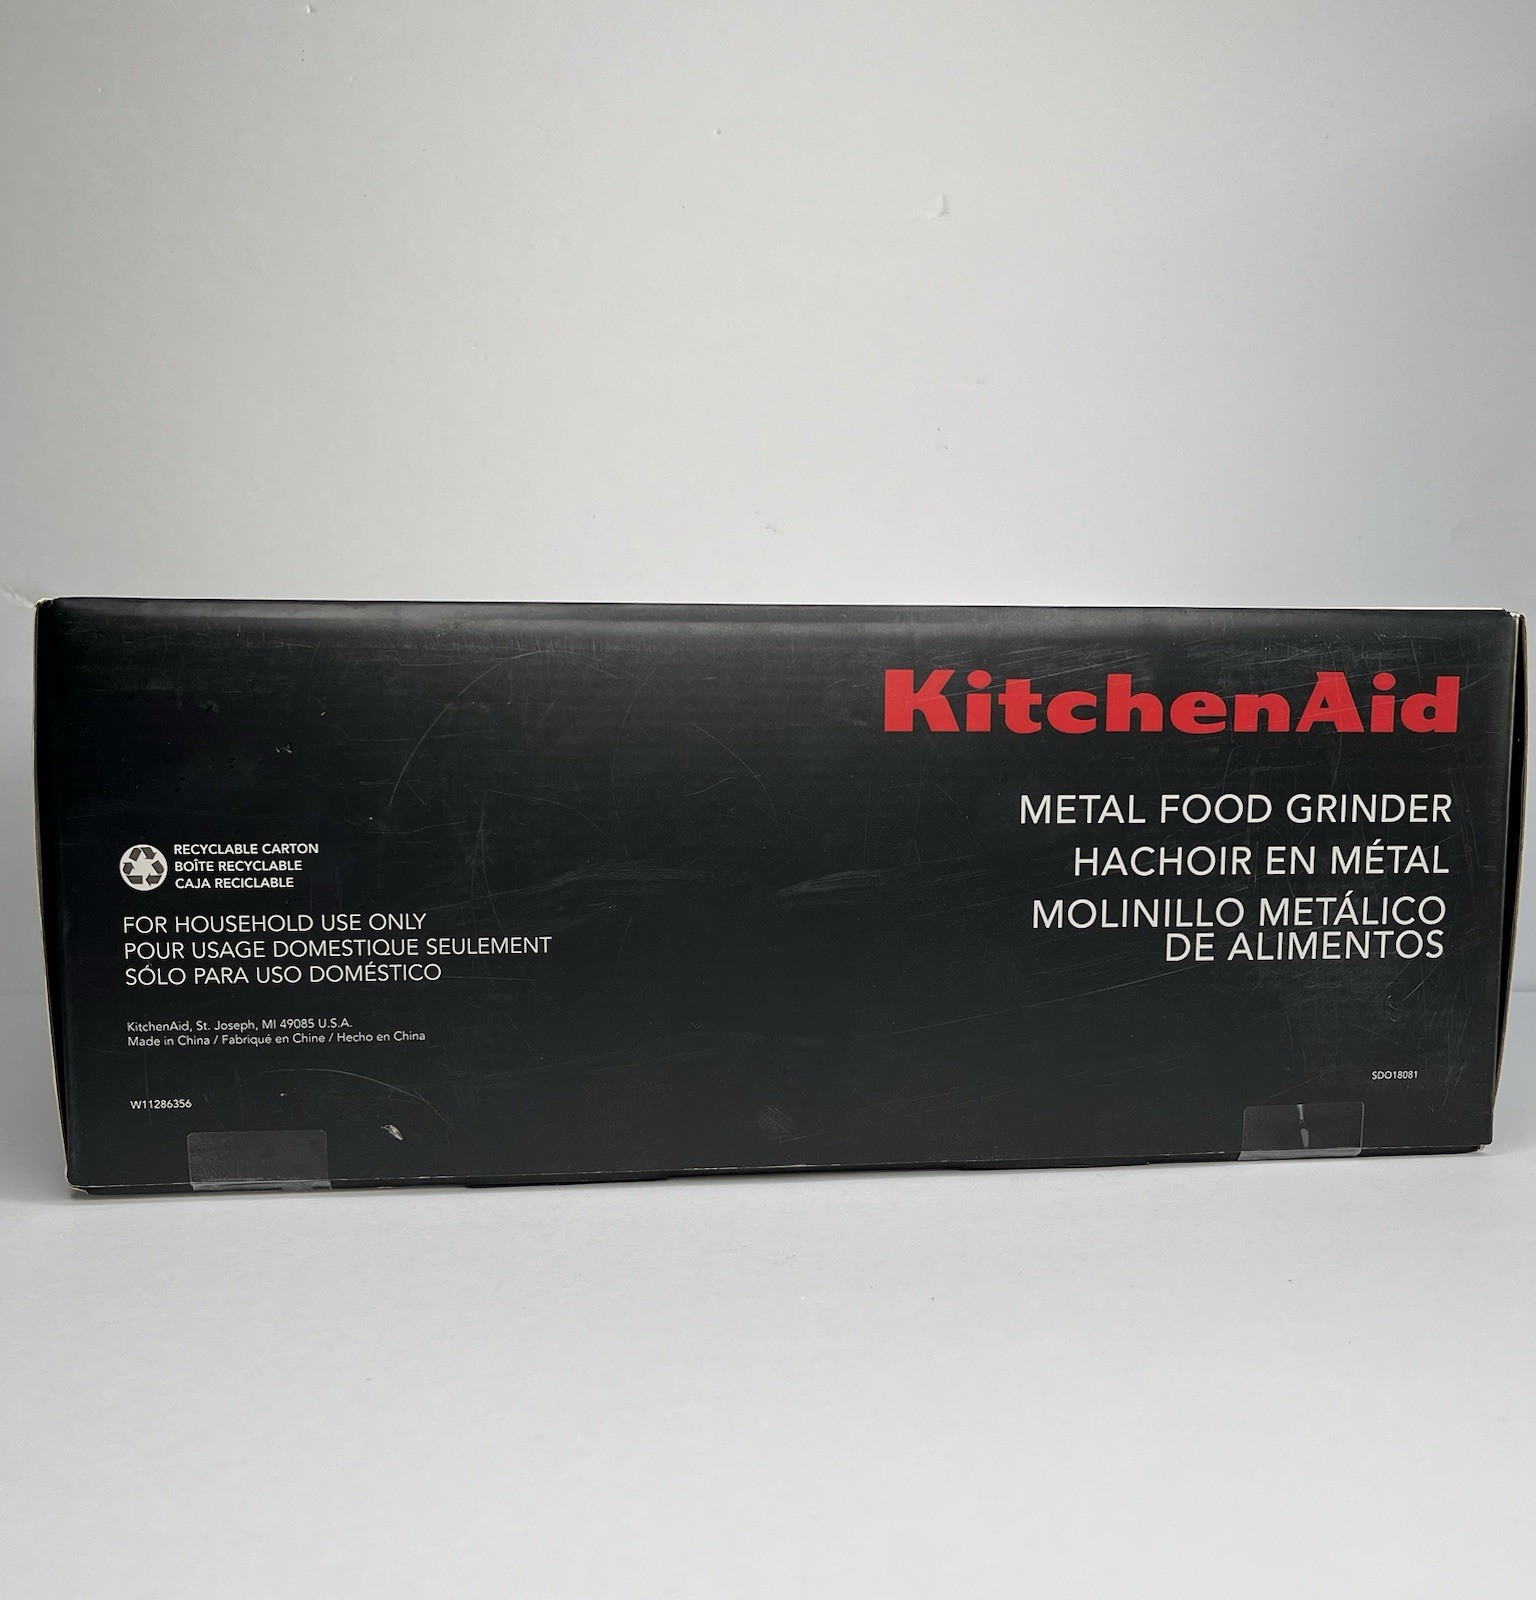 KitchenAid
METAL FOOD GRINDER
HACHOIR EN MÉTAL
MOLINILLO METÁLICO
DE ALIMENTOS
RECYCLABLE CARTON
BOÎTE RECYCLABLE
CAJA RECICLABLE
FOR HOUSEHOLD USE ONLY
POUR USAGE DOMESTIQUE SEULEMENT
SÓLO PARA USO DOMÉSTICO
KitchenAid, St. Joseph, MI 49085 U.S.A.
Made in China / Fabriqué en Chine / Hecho en China
W11286356
SDO18081